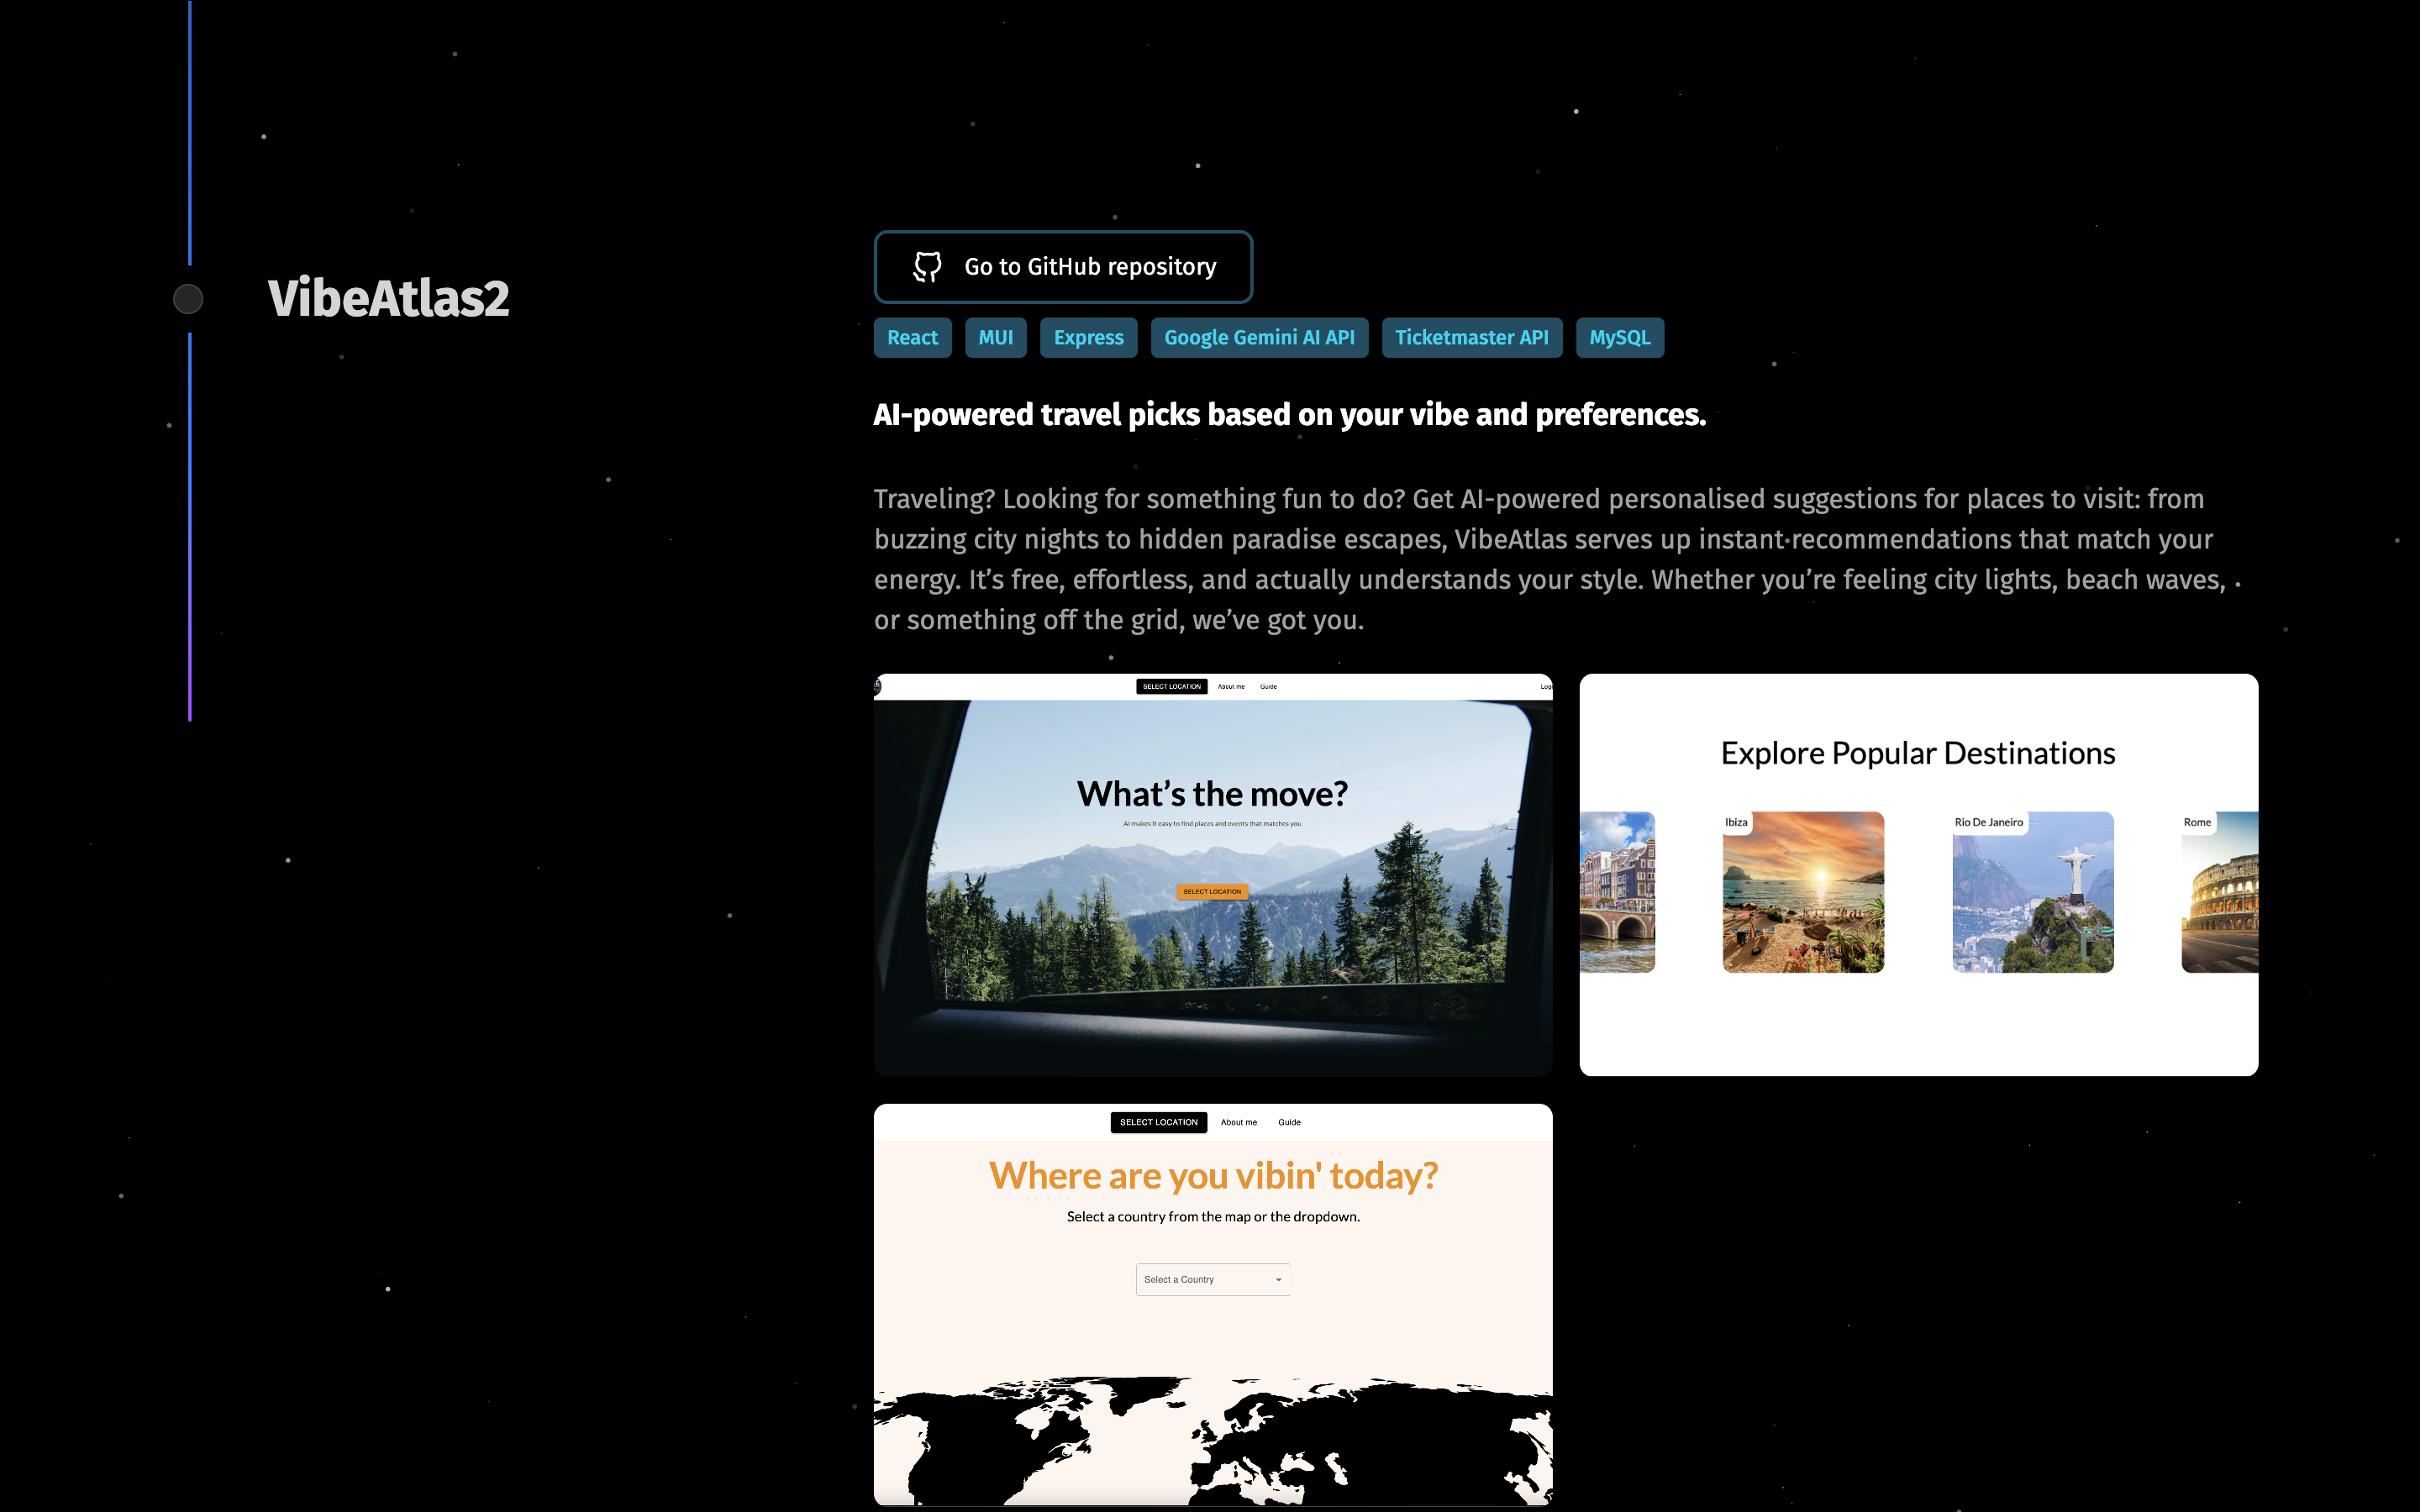 VibeAtlas2
Go to GitHub repository
React MUI Express Google Gemini AI API Ticketmaster API MySQL
AI-powered travel picks based on your vibe and preferences.
Traveling? Looking for something fun to do? Get AI-powered personalised suggestions for places to visit: from
buzzing city nights to hidden paradise escapes, VibeAtlas serves up instant recommendations that match your
energy. It’s free, effortless, and actually understands your style. Whether you’re feeling city lights, beach waves,
or something off the grid, we’ve got you.
SELECT LOCATION About me Guide
What’s the move?
AI makes it easy to find places and events that matches you
SELECT LOCATION
Explore Popular Destinations
Ibiza Rio De Janeiro Rome
SELECT LOCATION About me Guide
Where are you vibin' today?
Select a country from the map or the dropdown.
Select a Country